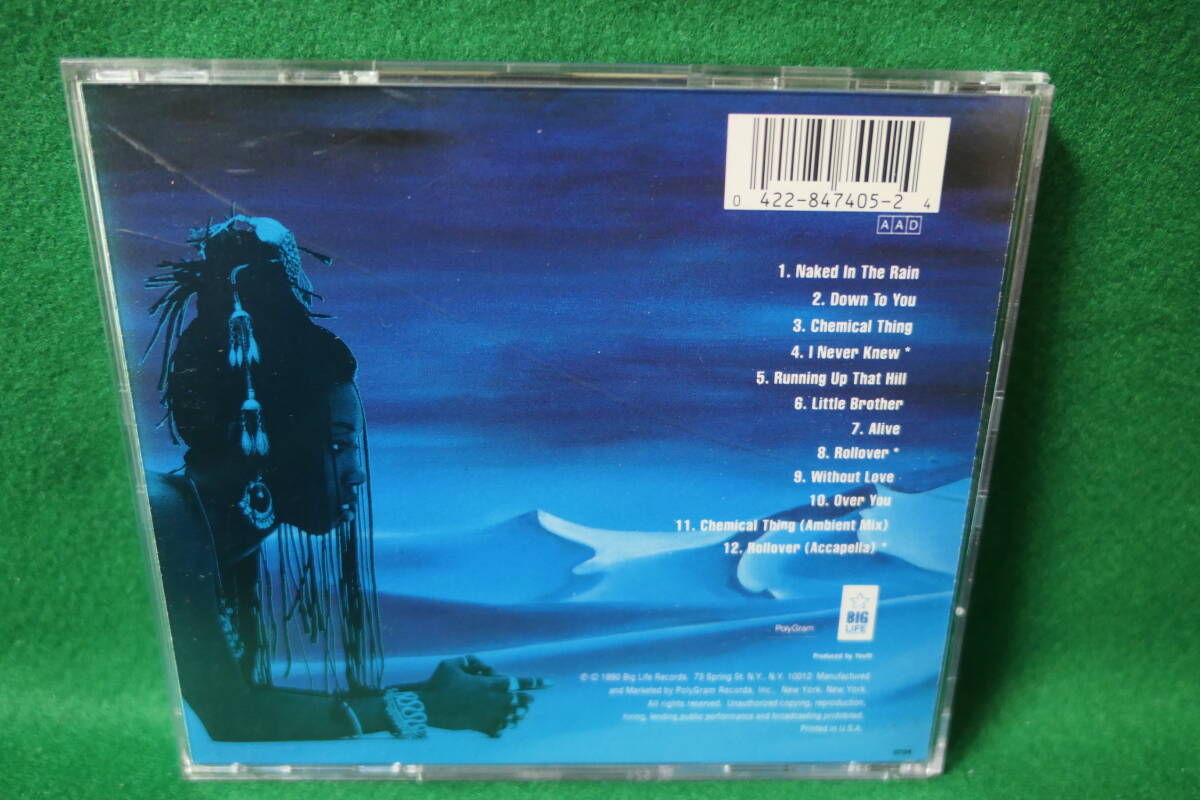 0 422-847405-2 4
AAD
1. Naked In The Rain
2. Down To You
3. Chemical Thing
4. I Never Knew *
5. Running Up That Hill
6. Little Brother
7. Alive
8. Rollover *
9. Without Love
10. Over You
11. Chemical Thing (Ambient Mix)
12. Rollover (Accapella) *
BIG
LIFE
PolyGram
Produced by Youth
℗ © 1990 Big Life Records. 73 Spring St. N.Y., N.Y. 10012. Manufactured
and Marketed by PolyGram Records, Inc., New York, New York.
All rights reserved. Unauthorized copying, reproduction,
hiring, lending public performance and broadcasting prohibited.
Printed in U.S.A.